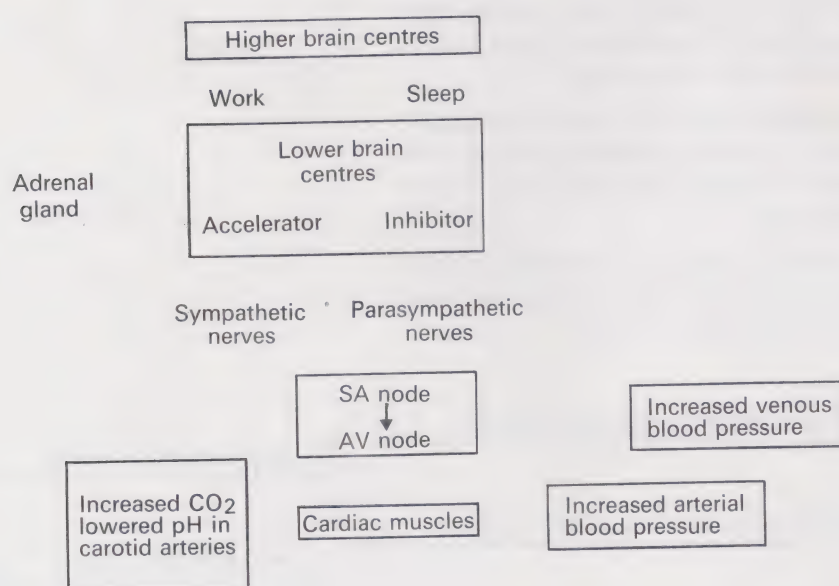 Higher brain centres
Work
Sleep
Lower brain
centres
Adrenal
gland
Accelerator
Inhibitor
Sympathetic
nerves
Parasympathetic
nerves
SA node
AV node
Increased venous
blood pressure
Increased CO2
lowered pH in
carotid arteries
Cardiac muscles
Increased arterial
blood pressure